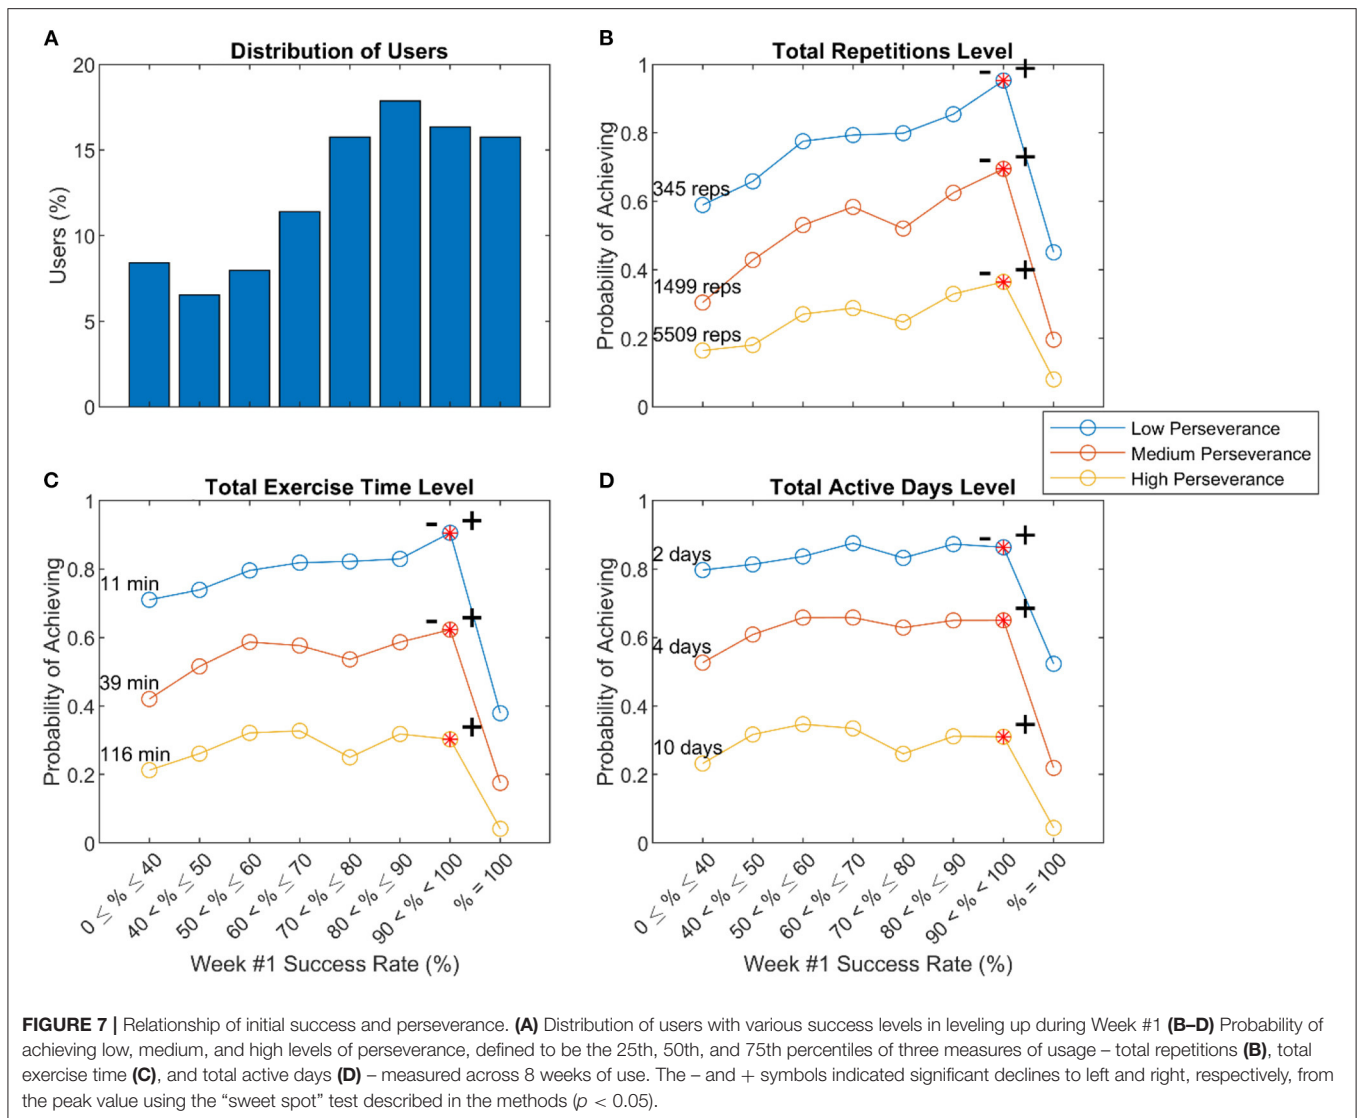 A
Distribution of Users
20
15
10
5
0
Users (%)
B
Total Repetitions Level
1
0.8
0.6
0.4
0.2
0
Probability of Achieving
- +
- +
- +
345 reps
1499 reps
5509 reps
Low Perseverance
Medium Perseverance
High Perseverance
C
Total Exercise Time Level
1
0.8
0.6
0.4
0.2
0
Probability of Achieving
- +
- +
+
11 min
39 min
116 min
0 ≤ % ≤ 40
40 < % ≤ 50
50 < % ≤ 60
60 < % ≤ 70
70 < % ≤ 80
80 < % ≤ 90
90 < % < 100
% = 100
Week #1 Success Rate (%)
D
Total Active Days Level
1
0.8
0.6
0.4
0.2
0
Probability of Achieving
- +
+
+
2 days
4 days
10 days
0 ≤ % ≤ 40
40 < % ≤ 50
50 < % ≤ 60
60 < % ≤ 70
70 < % ≤ 80
80 < % ≤ 90
90 < % < 100
% = 100
Week #1 Success Rate (%)
FIGURE 7 | Relationship of initial success and perseverance. (A) Distribution of users with various success levels in leveling up during Week #1 (B–D) Probability of
achieving low, medium, and high levels of perseverance, defined to be the 25th, 50th, and 75th percentiles of three measures of usage – total repetitions (B), total
exercise time (C), and total active days (D) – measured across 8 weeks of use. The – and + symbols indicated significant declines to left and right, respectively, from
the peak value using the “sweet spot” test described in the methods (p < 0.05).